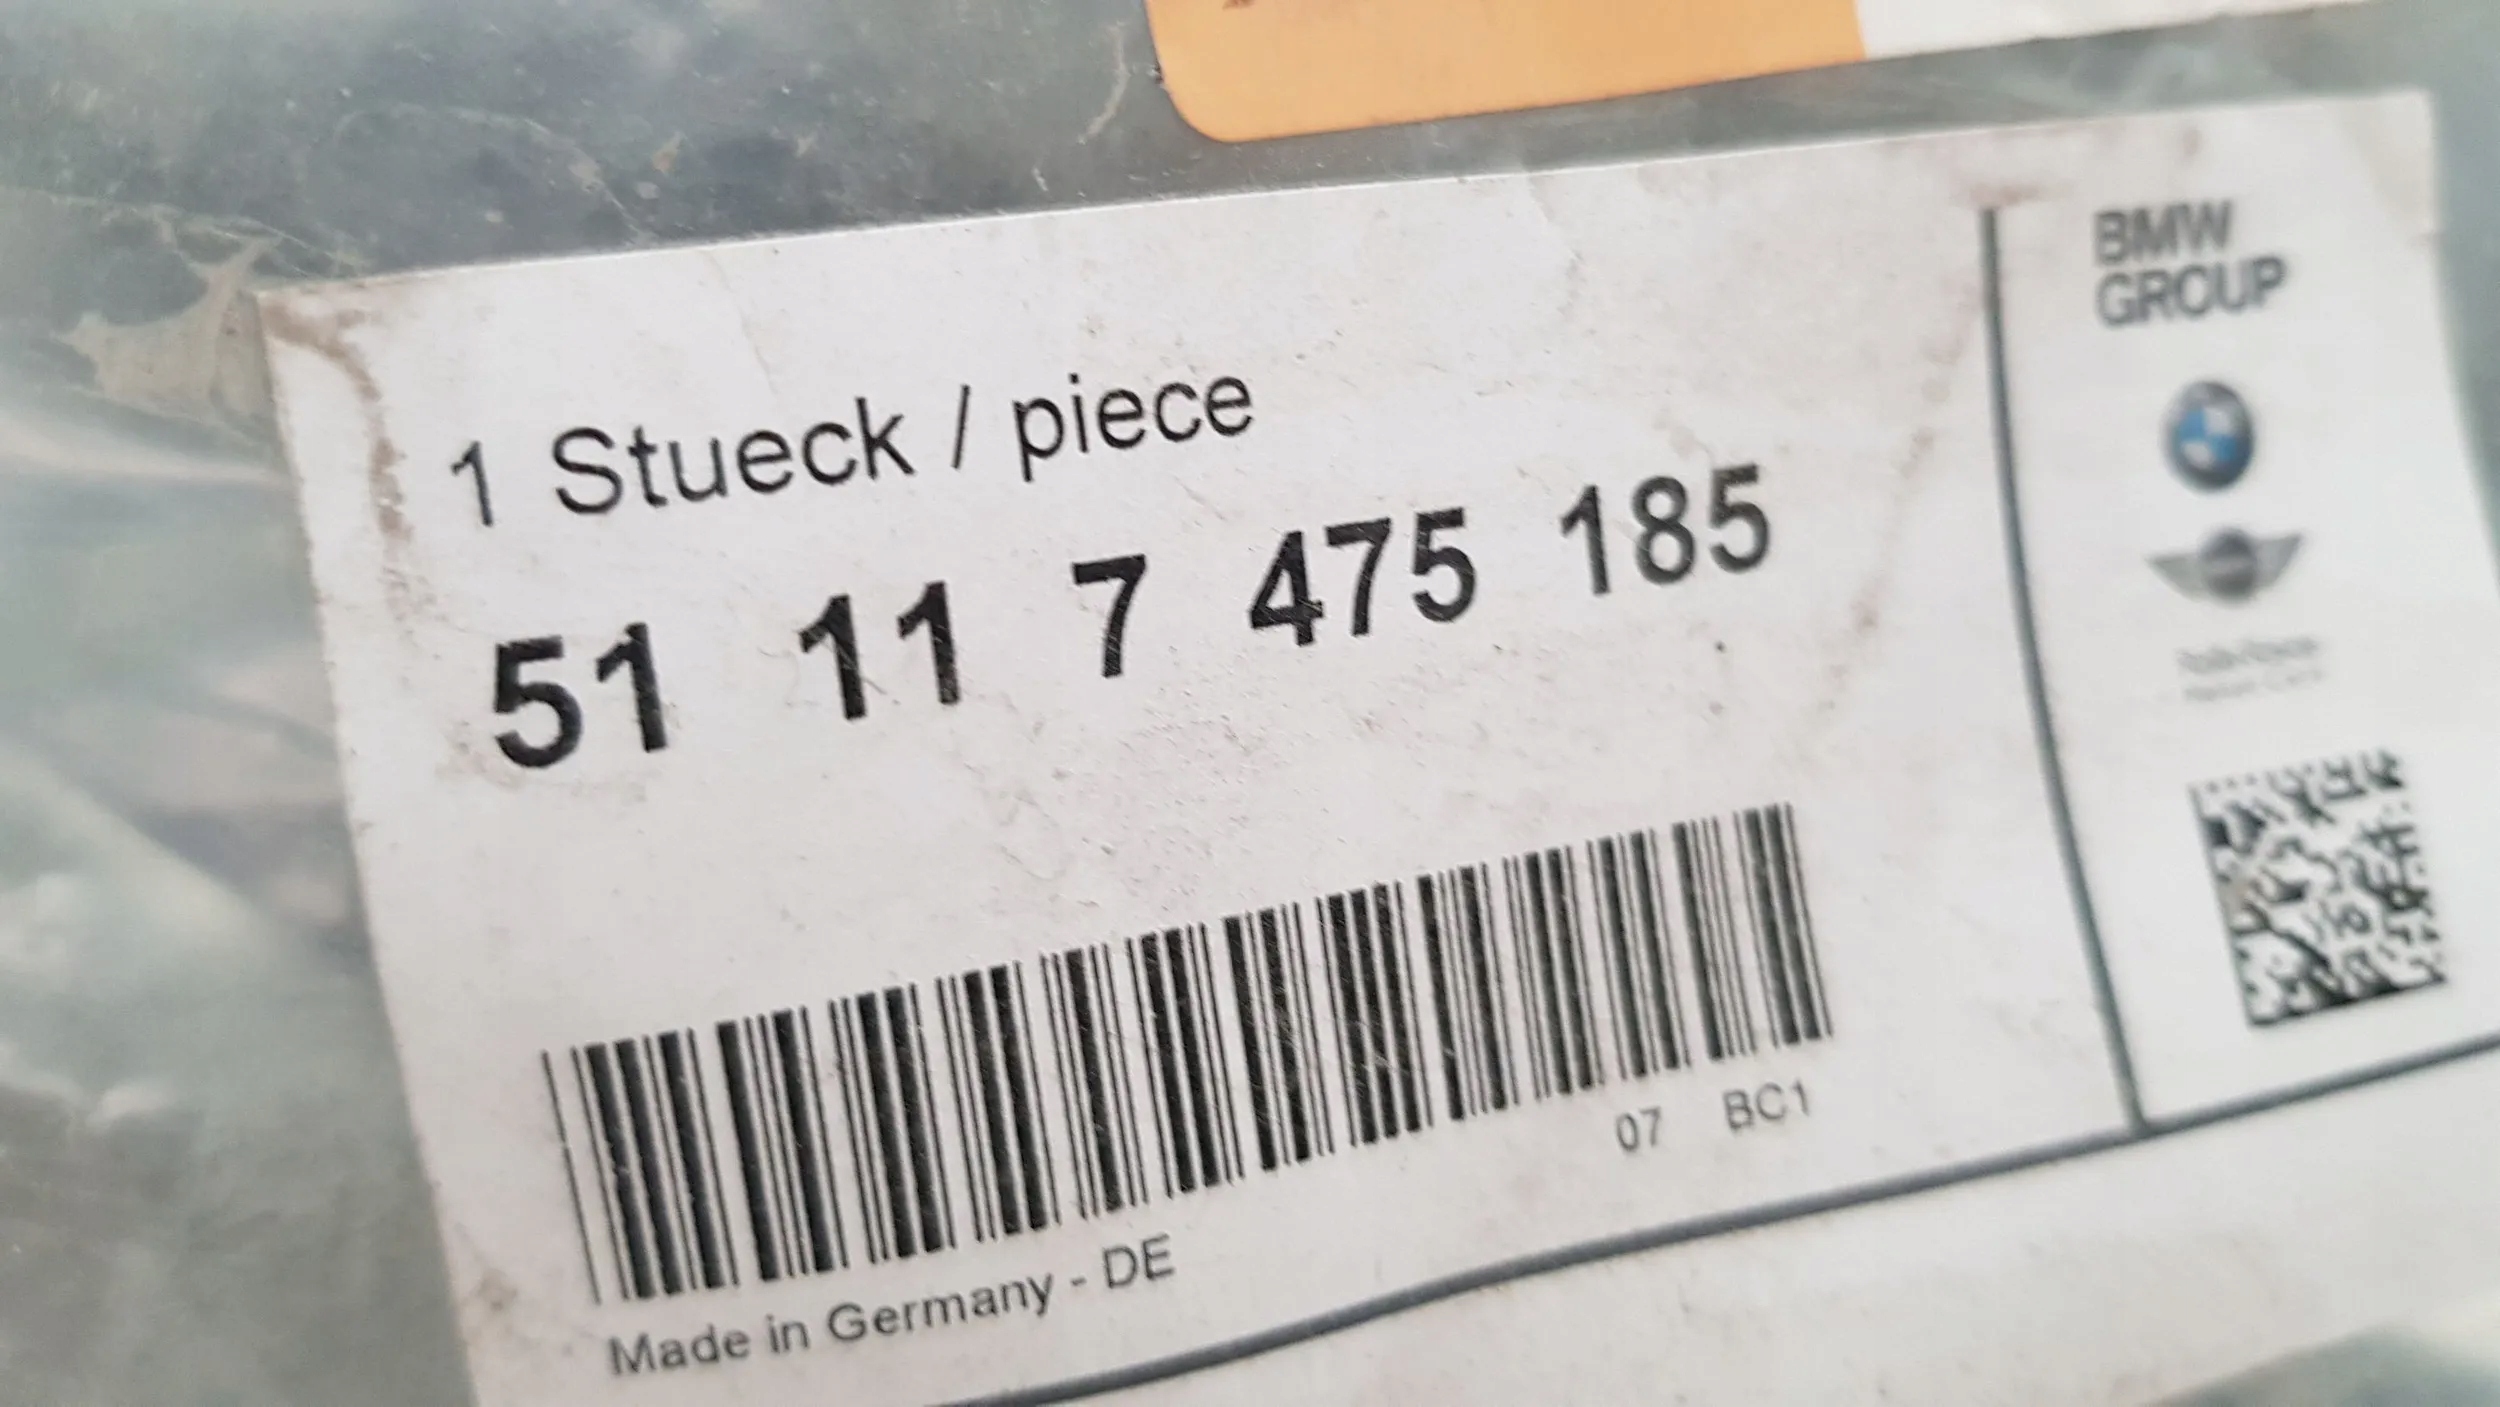 1 Stueck / piece
51 11 7 475 185
07 BC1
Made in Germany - DE
BMW
GROUP